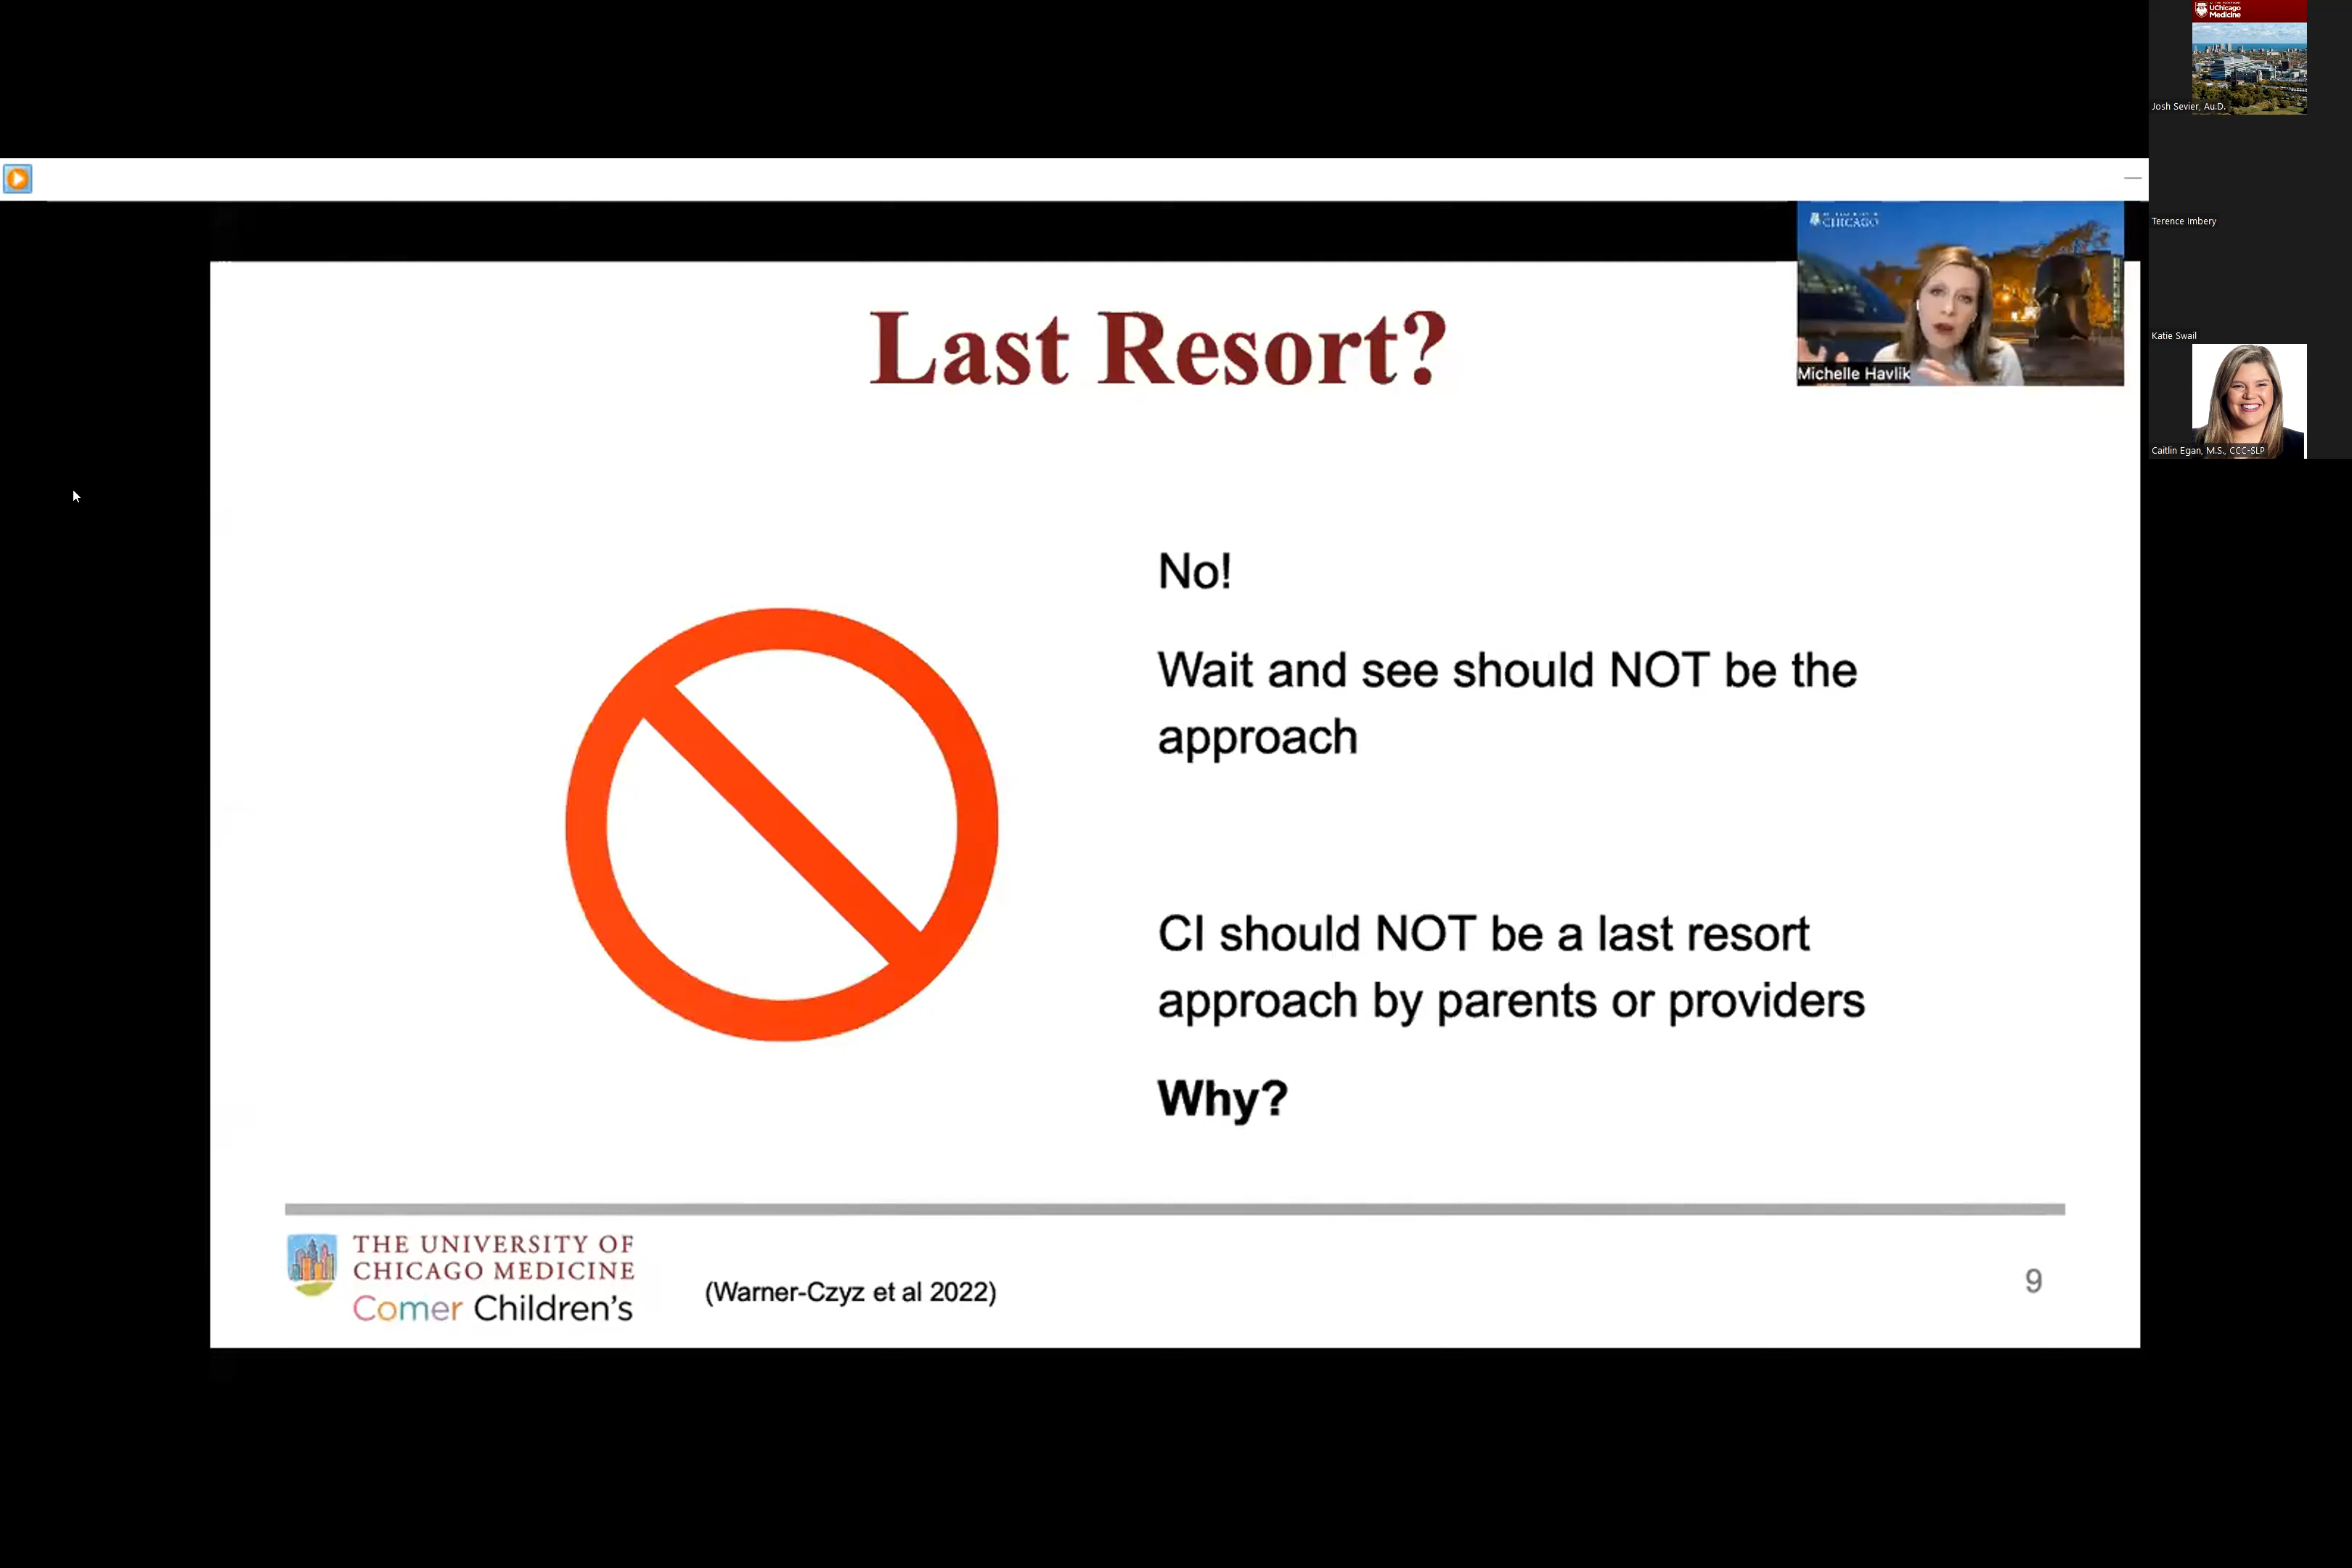 UChicago
Medicine
Josh Sevier, Au.D.
Terence Imbery
Katie Swail
Caitlin Egan, M.S., CCC-SLP
CHICAGO
Michelle Havlik
Last Resort?
No!
Wait and see should NOT be the
approach
CI should NOT be a last resort
approach by parents or providers
Why?
THE UNIVERSITY OF
CHICAGO MEDICINE
Comer Children's
(Warner-Czyz et al 2022)
9